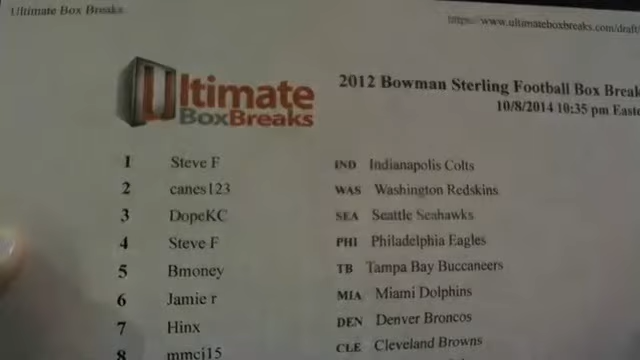 Ultimate Box Breaks
https://www.ultimateboxbreaks.com/draft/
Ultimate
BoxBreaks
2012 Bowman Sterling Football Box Break
10/8/2014 10:35 pm Easte
1 Steve F IND Indianapolis Colts
2 canes123 WAS Washington Redskins
3 DopeKC SEA Seattle Seahawks
4 Steve F PHI Philadelphia Eagles
5 Bmoney TB Tampa Bay Buccaneers
6 Jamie r MIA Miami Dolphins
7 Hinx DEN Denver Broncos
8 mmcj15 CLE Cleveland Browns